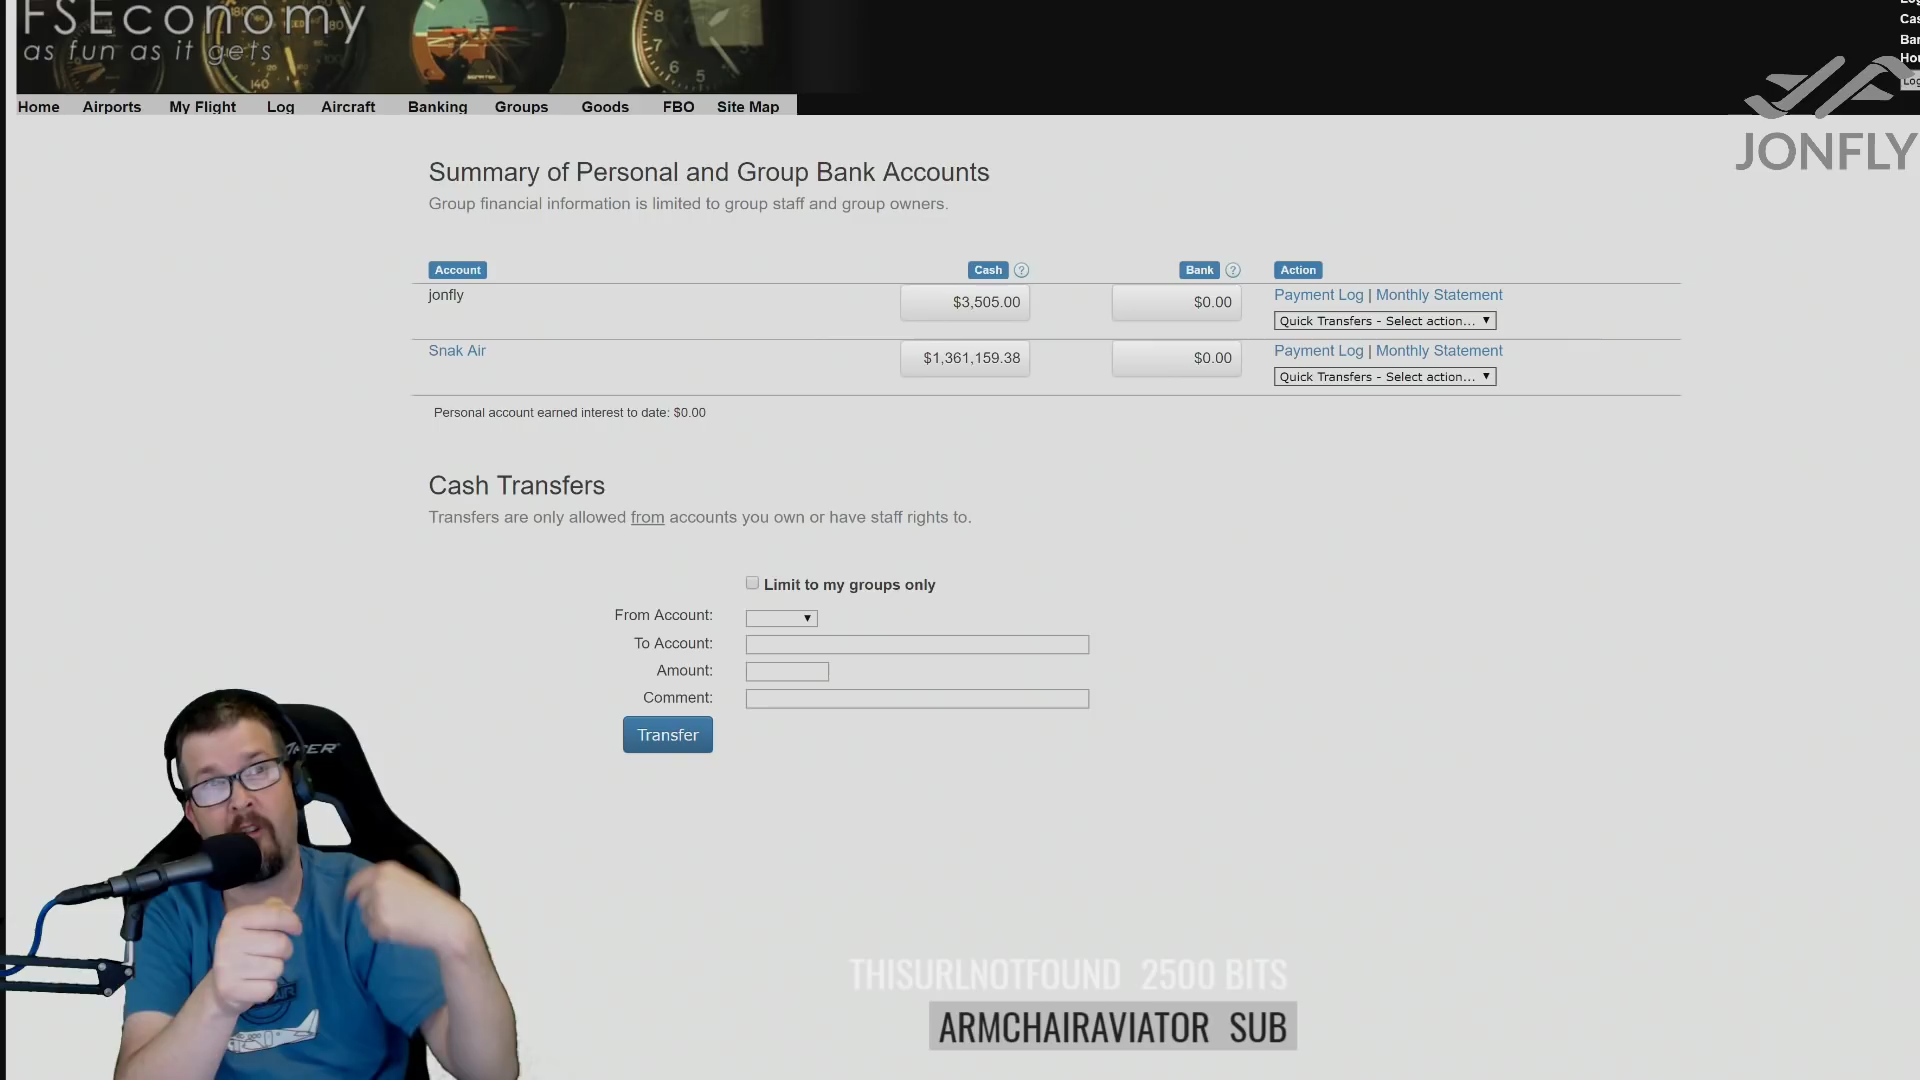 FSEconomy
as fun as it gets
Home Airports My Flight Log Aircraft Banking Groups Goods FBO Site Map
JONFLY
Summary of Personal and Group Bank Accounts
Group financial information is limited to group staff and group owners.
Account Cash ? Bank ? Action
jonfly $3,505.00 $0.00 Payment Log | Monthly Statement
Quick Transfers - Select action...
Snak Air $1,361,159.38 $0.00 Payment Log | Monthly Statement
Quick Transfers - Select action...
Personal account earned interest to date: $0.00
Cash Transfers
Transfers are only allowed from accounts you own or have staff rights to.
Limit to my groups only
From Account:
To Account:
Amount:
Comment:
Transfer
THISURLNOTFOUND 2500 BITS
ARMCHAIRAVIATOR SUB